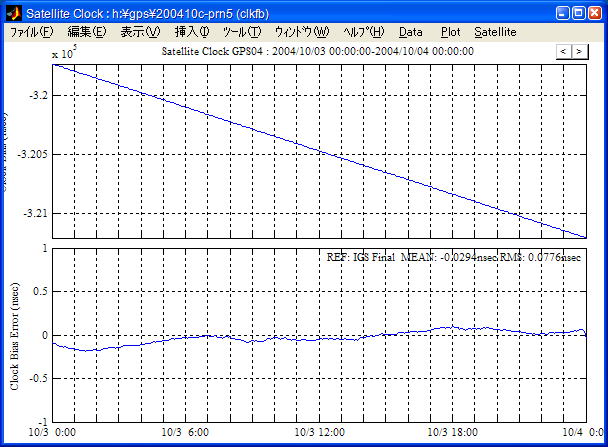 Satellite Clock : h:¥gps¥200410c-prn5 (clkfb)
ﾌｧｲﾙ(F) 編集(E) 表示(V) 挿入(I) ﾂｰﾙ(T) ｳｨﾝﾄﾞｳ(W) ﾍﾙﾌﾟ(H) Data Plot Satellite
x 10^5 Satellite Clock GPS04 : 2004/10/03 00:00:00-2004/10/04 00:00:00 < >
-3.2
-3.205
-3.21
1
REF: IGS Final MEAN: -0.0294nsec RMS: 0.0776nsec
0.5
0
-0.5
-1
Clock Bias Error (nsec)
10/3 0:00 10/3 6:00 10/3 12:00 10/3 18:00 10/4 0:0